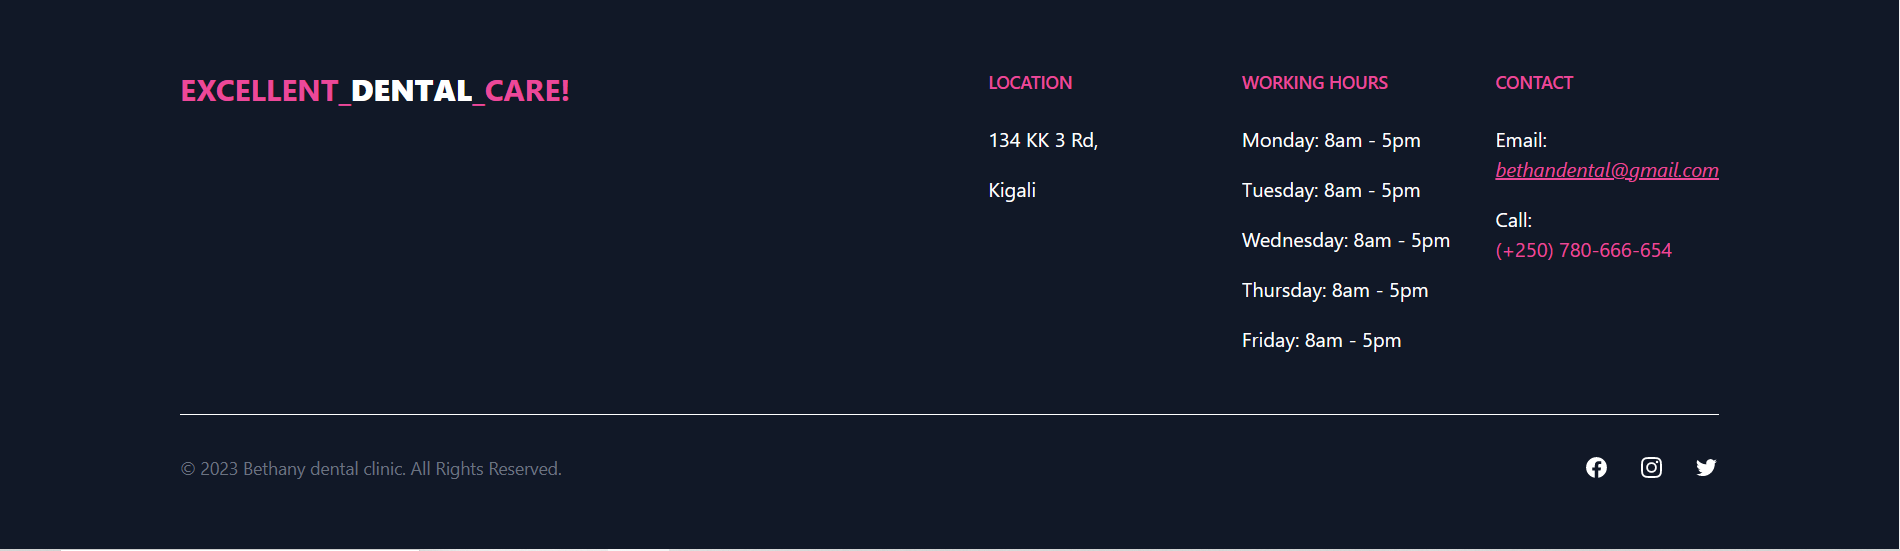 EXCELLENT_DENTAL_CARE!
LOCATION
134 KK 3 Rd,
Kigali
WORKING HOURS
Monday: 8am - 5pm
Tuesday: 8am - 5pm
Wednesday: 8am - 5pm
Thursday: 8am - 5pm
Friday: 8am - 5pm
CONTACT
Email:
bethandental@gmail.com
Call:
(+250) 780-666-654
© 2023 Bethany dental clinic. All Rights Reserved.